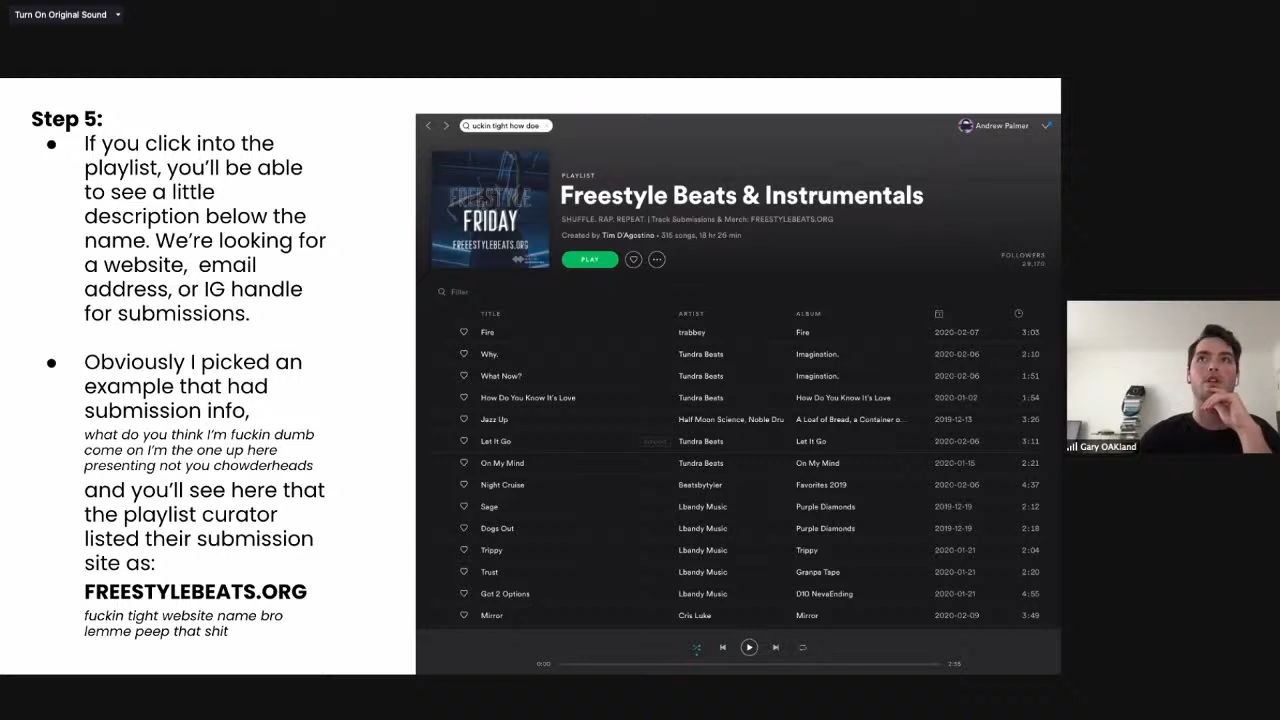 Turn On Original Sound
Step 5:
● If you click into the
playlist, you'll be able
to see a little
description below the
name. We're looking for
a website, email
address, or IG handle
for submissions.
● Obviously I picked an
example that had
submission info,
what do you think I'm fuckin dumb
come on I'm the one up here
presenting not you chowderheads
and you'll see here that
the playlist curator
listed their submission
site as:
FREESTYLEBEATS.ORG
fuckin tight website name bro
lemme peep that shit
uckin tight how doe
Andrew Palmer
FREESTYLE
FRIDAY
FREESTYLEBEATS.ORG
PLAYLIST
Freestyle Beats & Instrumentals
SHUFFLE. RAP. REPEAT. | Track Submissions & Merch: FREESTYLEBEATS.ORG
Created by Tim D'Agostino • 315 songs, 18 hr 26 min
PLAY
FOLLOWERS
29,170
Filter
TITLE ARTIST ALBUM
Fire trabbey Fire 2020-02-07 3:03
Why. Tundra Beats Imagination. 2020-02-06 2:10
What Now? Tundra Beats Imagination. 2020-02-06 1:51
How Do You Know It's Love Tundra Beats How Do You Know It's Love 2020-01-02 1:54
Jazz Up Half Moon Science, Noble Dru A Loaf of Bread, a Container o... 2019-12-13 3:26
Let It Go Tundra Beats Let It Go 2020-02-06 3:11
On My Mind Tundra Beats On My Mind 2020-01-15 2:21
Night Cruise Beatsbytyler Favorites 2019 2020-02-06 4:37
Sage Lbandy Music Purple Diamonds 2019-12-19 2:12
Dogs Out Lbandy Music Purple Diamonds 2019-12-19 2:18
Trippy Lbandy Music Trippy 2020-01-21 2:04
Trust Lbandy Music Granpa Tape 2020-01-21 2:20
Got 2 Options Lbandy Music D10 NevaEnding 2020-01-21 4:55
Mirror Cris Luke Mirror 2020-02-09 3:49
0:00
2:55
Gary OAKland